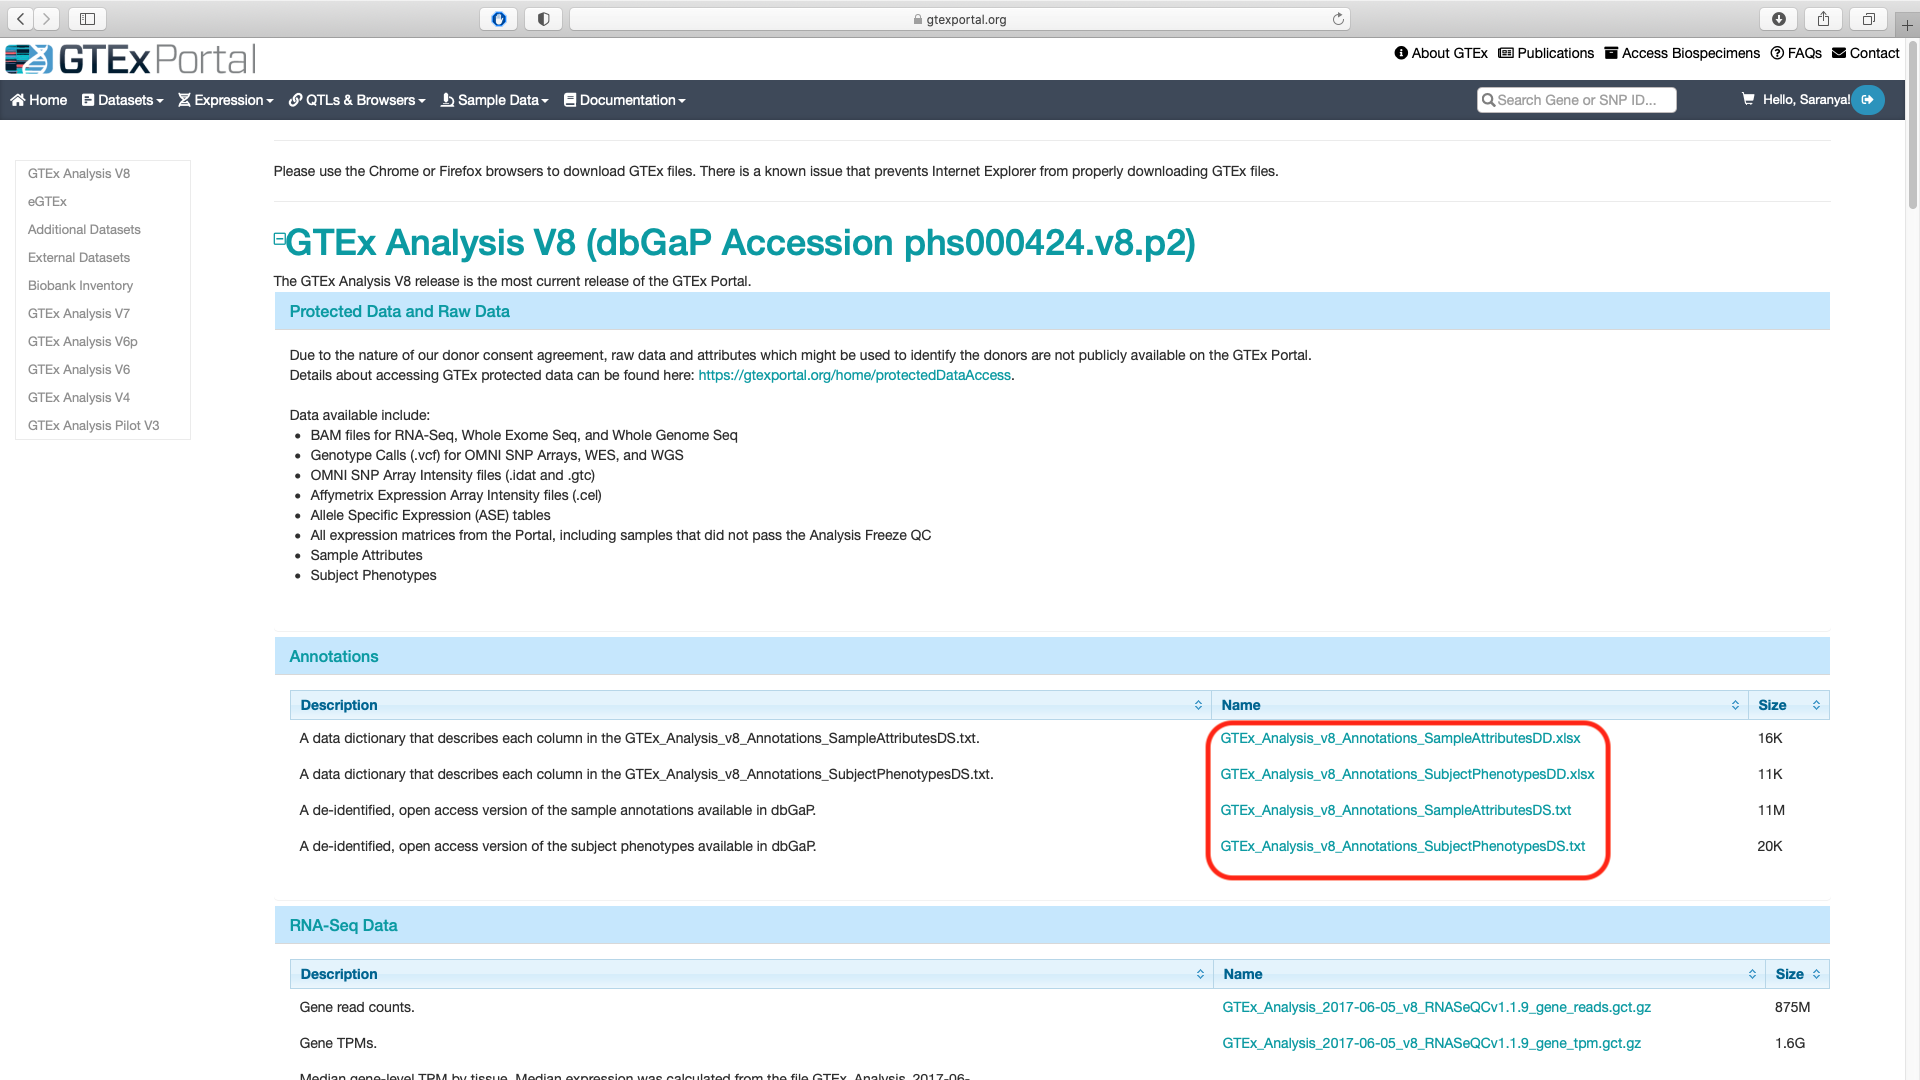 gtexportal.org
GTExPortal
About GTEx Publications Access Biospecimens FAQs Contact
Home Datasets Expression QTLs & Browsers Sample Data Documentation Search Gene or SNP ID... Hello, Saranya!
GTEx Analysis V8
eGTEx
Additional Datasets
External Datasets
Biobank Inventory
GTEx Analysis V7
GTEx Analysis V6p
GTEx Analysis V6
GTEx Analysis V4
GTEx Analysis Pilot V3
Please use the Chrome or Firefox browsers to download GTEx files. There is a known issue that prevents Internet Explorer from properly downloading GTEx files.
GTEx Analysis V8 (dbGaP Accession phs000424.v8.p2)
The GTEx Analysis V8 release is the most current release of the GTEx Portal.
Protected Data and Raw Data
Due to the nature of our donor consent agreement, raw data and attributes which might be used to identify the donors are not publicly available on the GTEx Portal.
Details about accessing GTEx protected data can be found here: https://gtexportal.org/home/protectedDataAccess.
Data available include:
• BAM files for RNA-Seq, Whole Exome Seq, and Whole Genome Seq
• Genotype Calls (.vcf) for OMNI SNP Arrays, WES, and WGS
• OMNI SNP Array Intensity files (.idat and .gtc)
• Affymetrix Expression Array Intensity files (.cel)
• Allele Specific Expression (ASE) tables
• All expression matrices from the Portal, including samples that did not pass the Analysis Freeze QC
• Sample Attributes
• Subject Phenotypes
Annotations
Description Name Size
A data dictionary that describes each column in the GTEx_Analysis_v8_Annotations_SampleAttributesDS.txt. GTEx_Analysis_v8_Annotations_SampleAttributesDD.xlsx 16K
A data dictionary that describes each column in the GTEx_Analysis_v8_Annotations_SubjectPhenotypesDS.txt. GTEx_Analysis_v8_Annotations_SubjectPhenotypesDD.xlsx 11K
A de-identified, open access version of the sample annotations available in dbGaP. GTEx_Analysis_v8_Annotations_SampleAttributesDS.txt 11M
A de-identified, open access version of the subject phenotypes available in dbGaP. GTEx_Analysis_v8_Annotations_SubjectPhenotypesDS.txt 20K
RNA-Seq Data
Description Name Size
Gene read counts. GTEx_Analysis_2017-06-05_v8_RNASeQCv1.1.9_gene_reads.gct.gz 875M
Gene TPMs. GTEx_Analysis_2017-06-05_v8_RNASeQCv1.1.9_gene_tpm.gct.gz 1.6G
Median gene-level TPM by tissue. Median expression was calculated from the file GTEx_Analysis_2017-06-